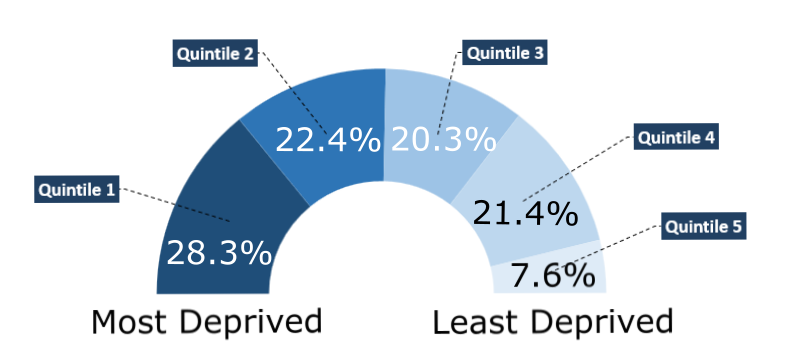 Quintile 2
Quintile 3
22.4%
20.3%
Quintile 4
Quintile 1
21.4%
Quintile 5
28.3%
7.6%
Most Deprived
Least Deprived